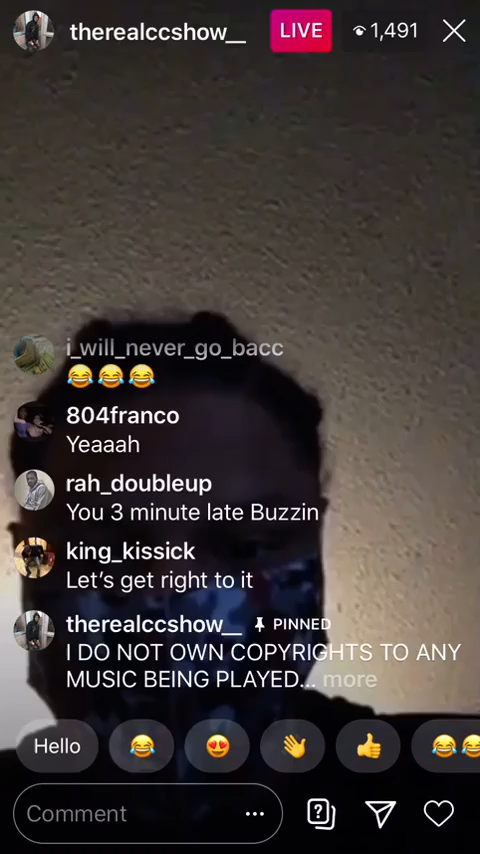 therealccshow__ LIVE 1,491
i_will_never_go_bacc
😂😂😂
804franco
Yeaaah
rah_doubleup
You 3 minute late Buzzin
king_kissick
Let's get right to it
therealccshow__ PINNED
I DO NOT OWN COPYRIGHTS TO ANY
MUSIC BEING PLAYED... more
Hello 😂 😍 👋 👍 😂😂
Comment ...